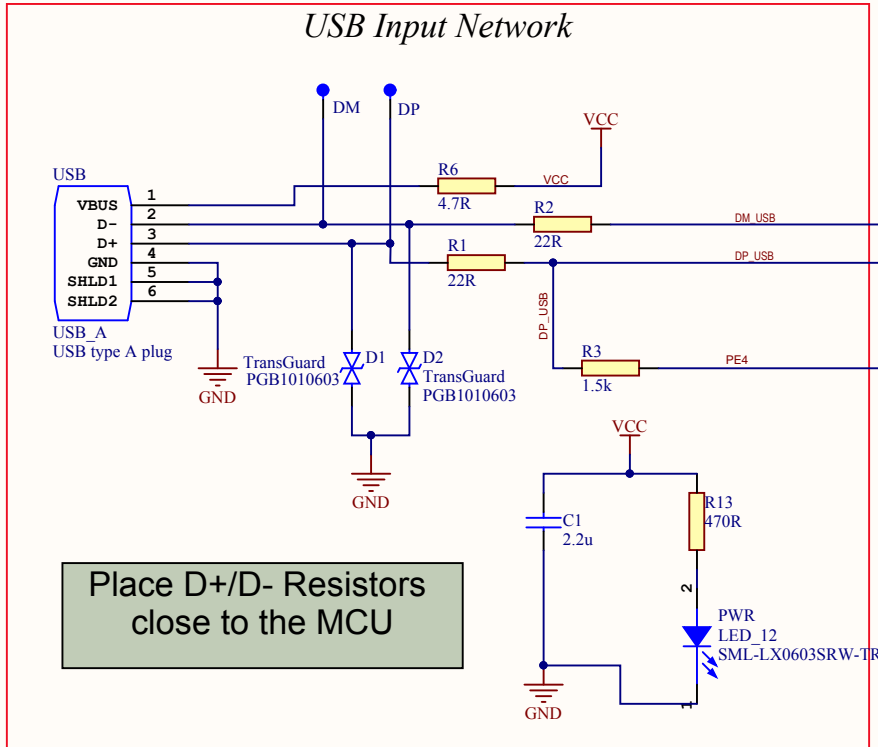 USB Input Network
DM
DP
VCC
USB
R6
VCC
4.7R
VBUS
1
D-
2
D+
3
GND
4
SHLD1
5
SHLD2
6
R2
22R
DM_USB
R1
22R
DP_USB
DP_USB
USB_A
USB type A plug
R3
1.5k
PE4
TransGuard
PGB1010603
D1
D2
TransGuard
PGB1010603
GND
GND
VCC
C1
2.2u
R13
470R
2
PWR
LED_12
SML-LX0603SRW-TR
1
GND
Place D+/D- Resistors
close to the MCU